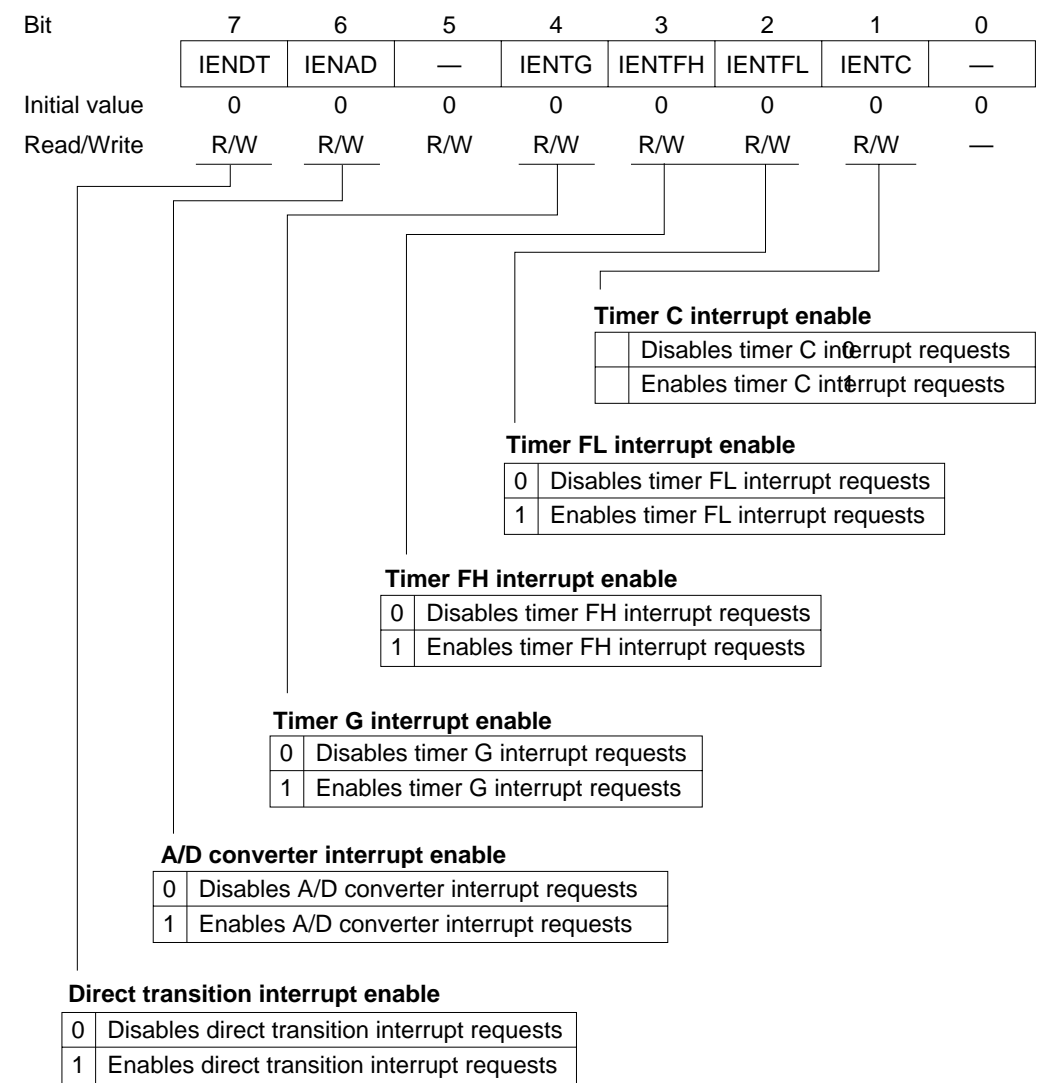 Bit 7 6 5 4 3 2 1 0
IENDT IENAD — IENTG IENTFH IENTFL IENTC —
Initial value 0 0 0 0 0 0 0 0
Read/Write R/W R/W R/W R/W R/W R/W R/W —
Timer C interrupt enable
0 Disables timer C interrupt requests
1 Enables timer C interrupt requests
Timer FL interrupt enable
0 Disables timer FL interrupt requests
1 Enables timer FL interrupt requests
Timer FH interrupt enable
0 Disables timer FH interrupt requests
1 Enables timer FH interrupt requests
Timer G interrupt enable
0 Disables timer G interrupt requests
1 Enables timer G interrupt requests
A/D converter interrupt enable
0 Disables A/D converter interrupt requests
1 Enables A/D converter interrupt requests
Direct transition interrupt enable
0 Disables direct transition interrupt requests
1 Enables direct transition interrupt requests